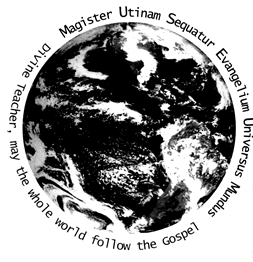 Magister Utinam Sequatur Evangelium Universus Mundus
Divine Teacher, may the whole world follow the Gospel